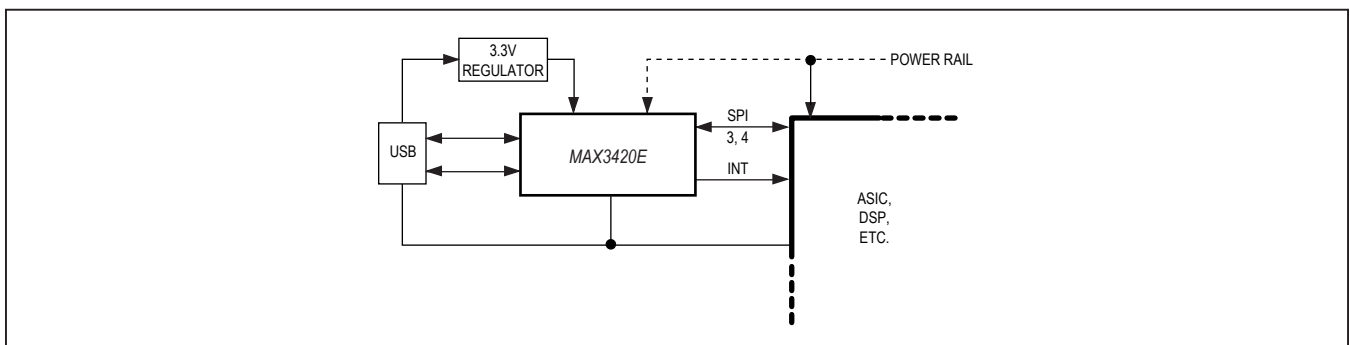 3.3V
REGULATOR
POWER RAIL
SPI
3, 4
USB
MAX3420E
INT
ASIC,
DSP,
ETC.